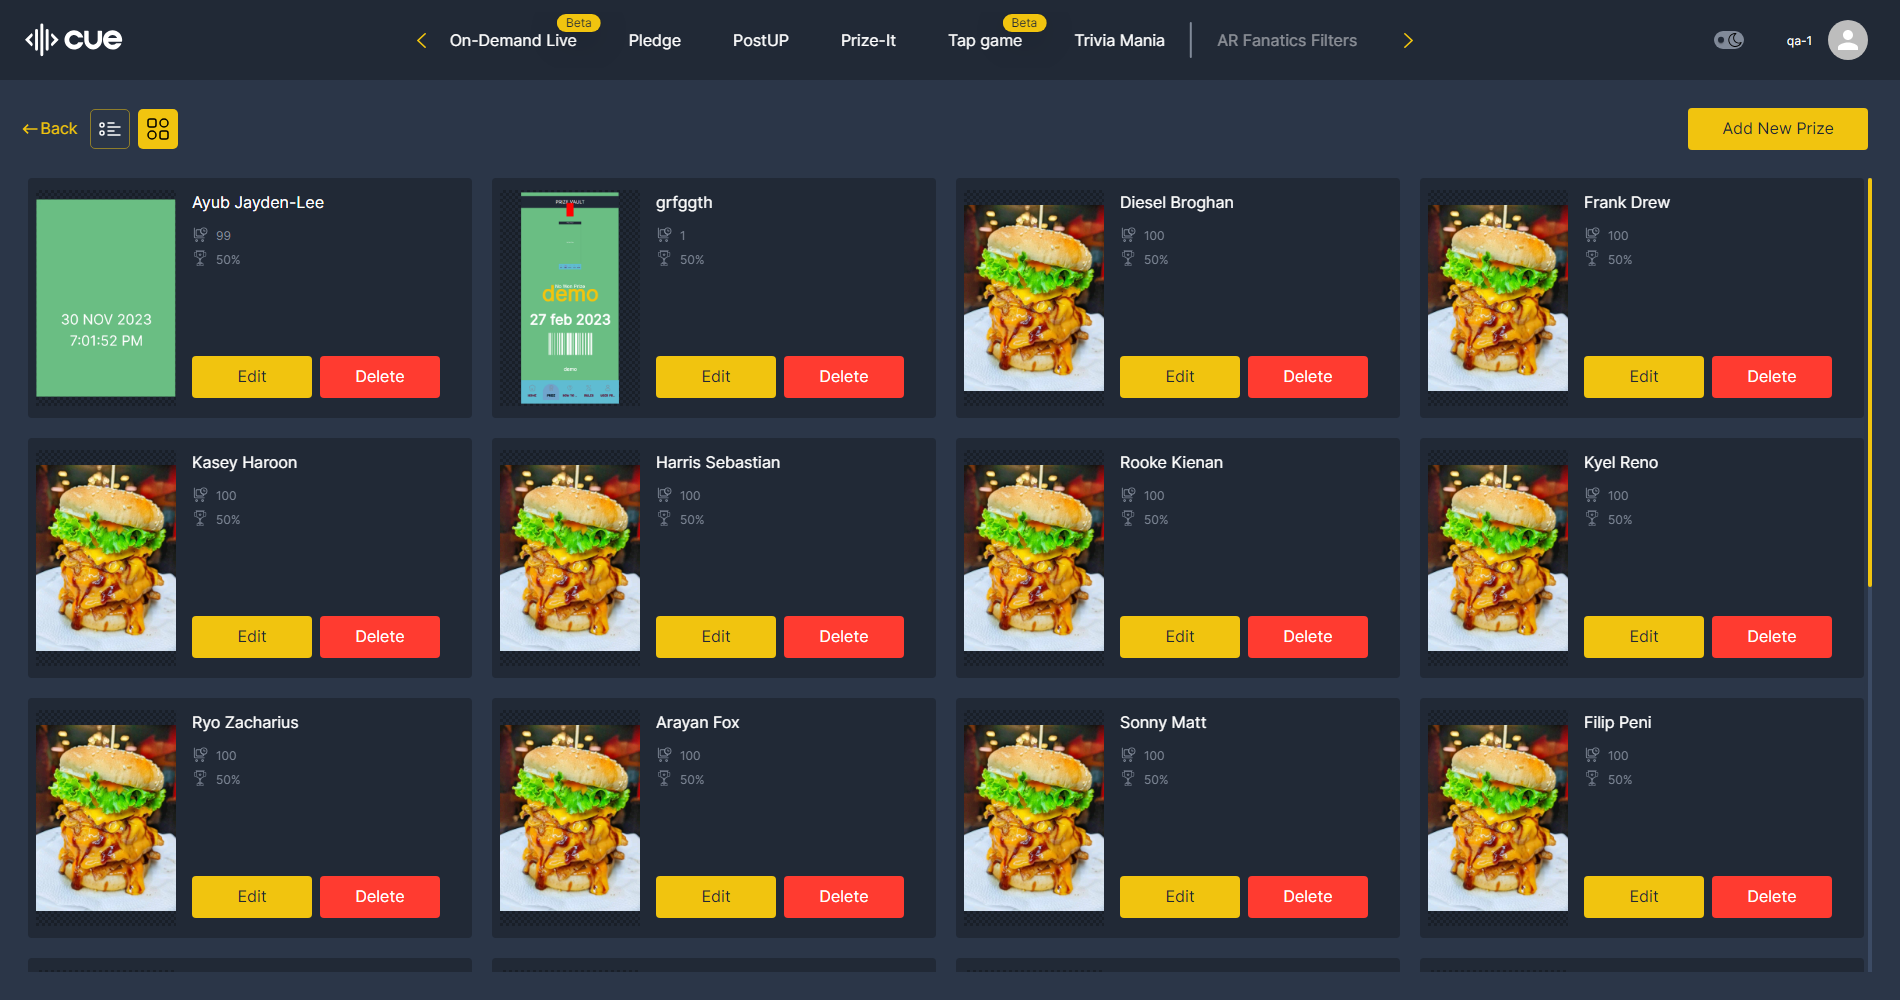 cue
On-Demand Live
Beta
Pledge
PostUP
Prize-It
Tap game
Beta
Trivia Mania
AR Fanatics Filters
qa-1
Back
Add New Prize
Ayub Jayden-Lee
99
50%
30 NOV 2023
7:01:52 PM
Edit
Delete
grfggth
1
50%
PRIZE VAULT
demo
27 feb 2023
demo
Edit
Delete
Diesel Broghan
100
50%
Edit
Delete
Frank Drew
100
50%
Edit
Delete
Kasey Haroon
100
50%
Edit
Delete
Harris Sebastian
100
50%
Edit
Delete
Rooke Kienan
100
50%
Edit
Delete
Kyel Reno
100
50%
Edit
Delete
Ryo Zacharius
100
50%
Edit
Delete
Arayan Fox
100
50%
Edit
Delete
Sonny Matt
100
50%
Edit
Delete
Filip Peni
100
50%
Edit
Delete